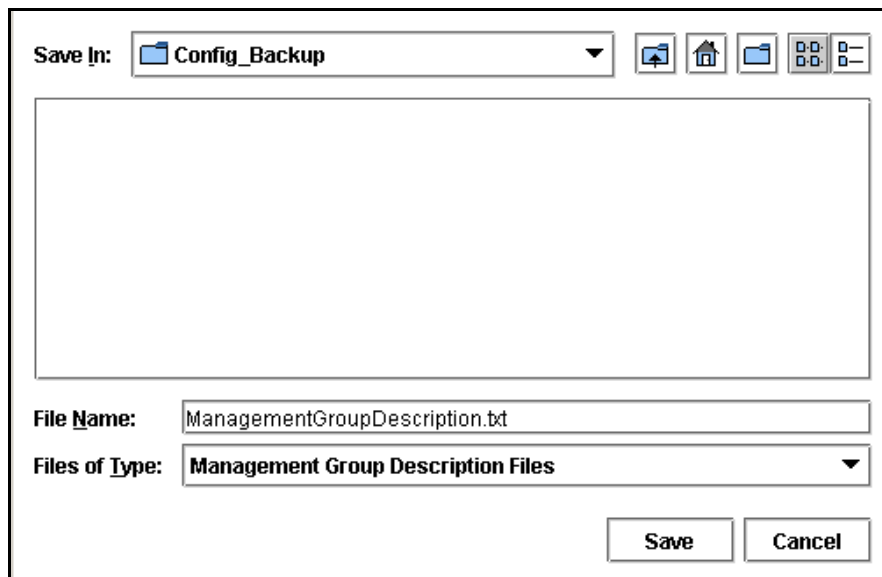 Save In: Config_Backup
File Name: ManagementGroupDescription.txt
Files of Type: Management Group Description Files
Save Cancel